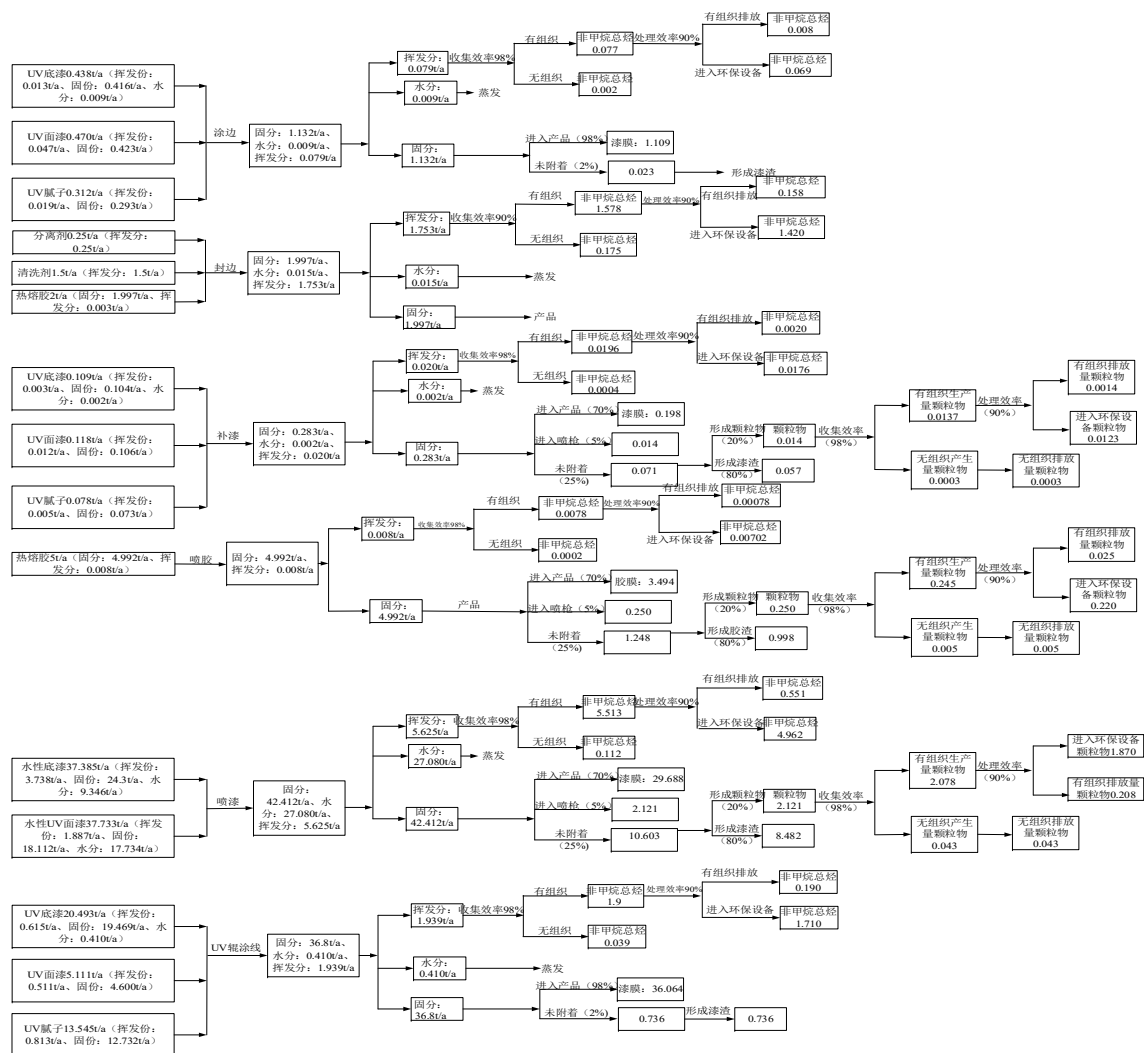 UV底漆0.438t/a（挥发份：
0.013t/a、固份：0.416t/a、水
分：0.009t/a）
UV面漆0.470t/a（挥发份：
0.047t/a、固份：0.423t/a）
UV腻子0.312t/a（挥发份：
0.019t/a、固份：0.293t/a）
涂边
固分：1.132t/a、
水分：0.009t/a、
挥发分：0.079t/a
挥发分：
0.079t/a
收集效率98%
有组织
非甲烷总烃
0.077
处理效率90%
有组织排放
非甲烷总烃
0.008
进入环保设备
非甲烷总烃
0.069
无组织
非甲烷总烃
0.002
水分：
0.009t/a
蒸发
固分：
1.132t/a
进入产品（98%）
漆膜：1.109
未附着（2%）
0.023
形成漆渣
分离剂0.25t/a（挥发分：
0.25t/a）
清洗剂1.5t/a（挥发分：1.5t/a）
热熔胶2t/a（固分：1.997t/a、挥
发分：0.003t/a）
封边
固分：1.997t/a、
水分：0.015t/a、
挥发分：1.753t/a
挥发分：
1.753t/a
收集效率90%
有组织
非甲烷总烃
1.578
处理效率90%
有组织排放
非甲烷总烃
0.158
进入环保设备
非甲烷总烃
1.420
无组织
非甲烷总烃
0.175
水分：
0.015t/a
蒸发
固分：
1.997t/a
产品
UV底漆0.109t/a（挥发份：
0.003t/a、固份：0.104t/a、水
分：0.002t/a）
UV面漆0.118t/a（挥发份：
0.012t/a、固份：0.106t/a）
UV腻子0.078t/a（挥发份：
0.005t/a、固份：0.073t/a）
补漆
固分：0.283t/a、
水分：0.002t/a、
挥发分：0.020t/a
挥发分：
0.020t/a
收集效率98%
有组织
非甲烷总烃
0.0196
处理效率90%
有组织排放
非甲烷总烃
0.0020
进入环保设备
非甲烷总烃
0.0176
无组织
非甲烷总烃
0.0004
水分：
0.002t/a
蒸发
固分：
0.283t/a
进入产品（70%
漆膜：0.198
进入喷枪（5%）
0.014
未附着
（25%）
0.071
形成颗粒物
（20%）
颗粒物
0.014
形成漆渣
（80%）
0.057
收集效率
（98%）
有组织生产
量颗粒物
0.0137
处理效率
（90%）
有组织排放
量颗粒物
0.0014
进入环保设
备颗粒物
0.0123
无组织产生
量颗粒物
0.0003
无组织排放
量颗粒物
0.0003
热熔胶5t/a（固分：4.992t/a、挥
发分：0.008t/a）
喷胶
固分：4.992t/a、
挥发分：0.008t/a
挥发分：
0.008t/a
收集效率98%
有组织
非甲烷总烃
0.0078
处理效率90%
有组织排放
非甲烷总烃
0.00078
进入环保设备
非甲烷总烃
0.00702
无组织
非甲烷总烃
0.0002
固分：
4.992t/a
产品
进入产品（70%
胶膜：3.494
进入喷枪（5%）
0.250
未附着
（25%）
1.248
形成颗粒物
（20%）
颗粒物
0.250
形成胶渣
（80%）
0.998
收集效率
（98%）
有组织生产
量颗粒物
0.245
处理效率
（90%）
有组织排放
量颗粒物
0.025
进入环保设
备颗粒物
0.220
无组织产生
量颗粒物
0.005
无组织排放
量颗粒物
0.005
水性底漆37.385t/a（挥发份：
3.738t/a、固份：24.3t/a、水
分：9.346t/a）
水性UV面漆37.733t/a（挥发
份：1.887t/a、固份：
18.112t/a、水分：17.734t/a）
喷漆
固分：
42.412t/a、水
分：27.080t/a、
挥发分：5.625t/a
挥发分：
5.625t/a
收集效率98%
有组织
非甲烷总烃
5.513
处理效率90%
有组织排放
非甲烷总烃
0.551
进入环保设备
非甲烷总烃
4.962
无组织
非甲烷总烃
0.112
水分：
27.080t/a
蒸发
固分：
42.412t/a
进入产品（70%
漆膜：29.688
进入喷枪（5%）
2.121
未附着
（25%）
10.603
形成颗粒物
（20%）
颗粒物
2.121
形成漆渣
（80%）
8.482
收集效率
（98%）
有组织生产
量颗粒物
2.078
处理效率
（90%）
进入环保设备
颗粒物1.870
有组织排放量
颗粒物0.208
无组织产生
量颗粒物
0.043
无组织排放
量颗粒物
0.043
UV底漆20.493t/a（挥发份：
0.615t/a、固份：19.469t/a、水
分：0.410t/a）
UV面漆5.111t/a（挥发份：
0.511t/a、固份：4.600t/a）
UV腻子13.545t/a（挥发份：
0.813t/a、固份：12.732t/a）
UV辊涂线
固分：36.8t/a、
水分：0.410t/a、
挥发分：1.939t/a
挥发分：
1.939t/a
收集效率98%
有组织
非甲烷总烃
1.9
处理效率90%
有组织排放
非甲烷总烃
0.190
进入环保设备
非甲烷总烃
1.710
无组织
非甲烷总烃
0.039
水分：
0.410t/a
蒸发
固分：
36.8t/a
进入产品（98%
漆膜：36.064
未附着（2%）
0.736
形成漆渣
0.736